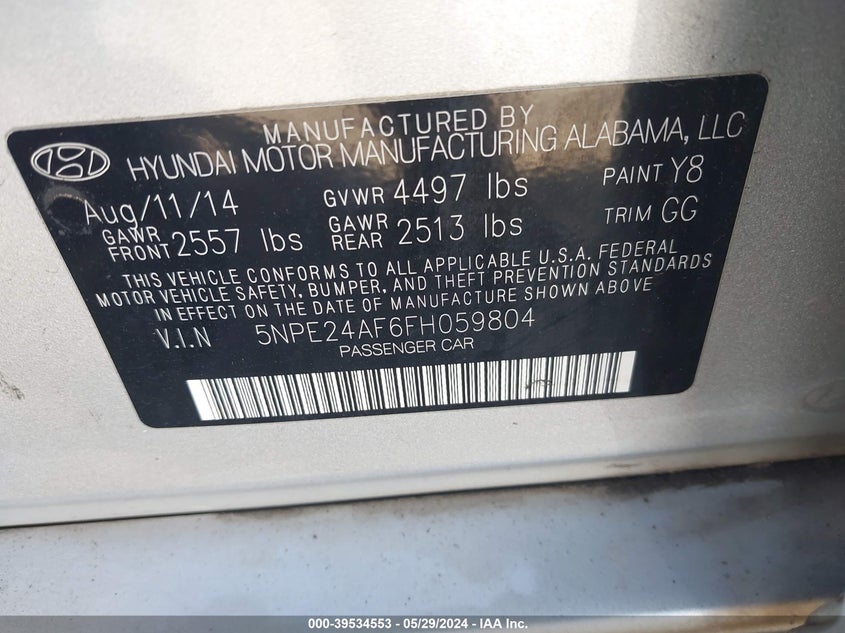 MANUFACTURED BY
HYUNDAI MOTOR MANUFACTURING ALABAMA, LLC
Aug/11/14 GVWR 4497 lbs PAINT Y8
GAWR FRONT 2557 lbs GAWR REAR 2513 lbs TRIM GG
THIS VEHICLE CONFORMS TO ALL APPLICABLE U.S.A. FEDERAL
MOTOR VEHICLE SAFETY, BUMPER, AND THEFT PREVENTION STANDARDS
IN EFFECT ON THE DATE OF MANUFACTURE SHOWN ABOVE
V.I.N 5NPE24AF6FH059804
PASSENGER CAR
000-39534553 - 05/29/2024 - IAA Inc.